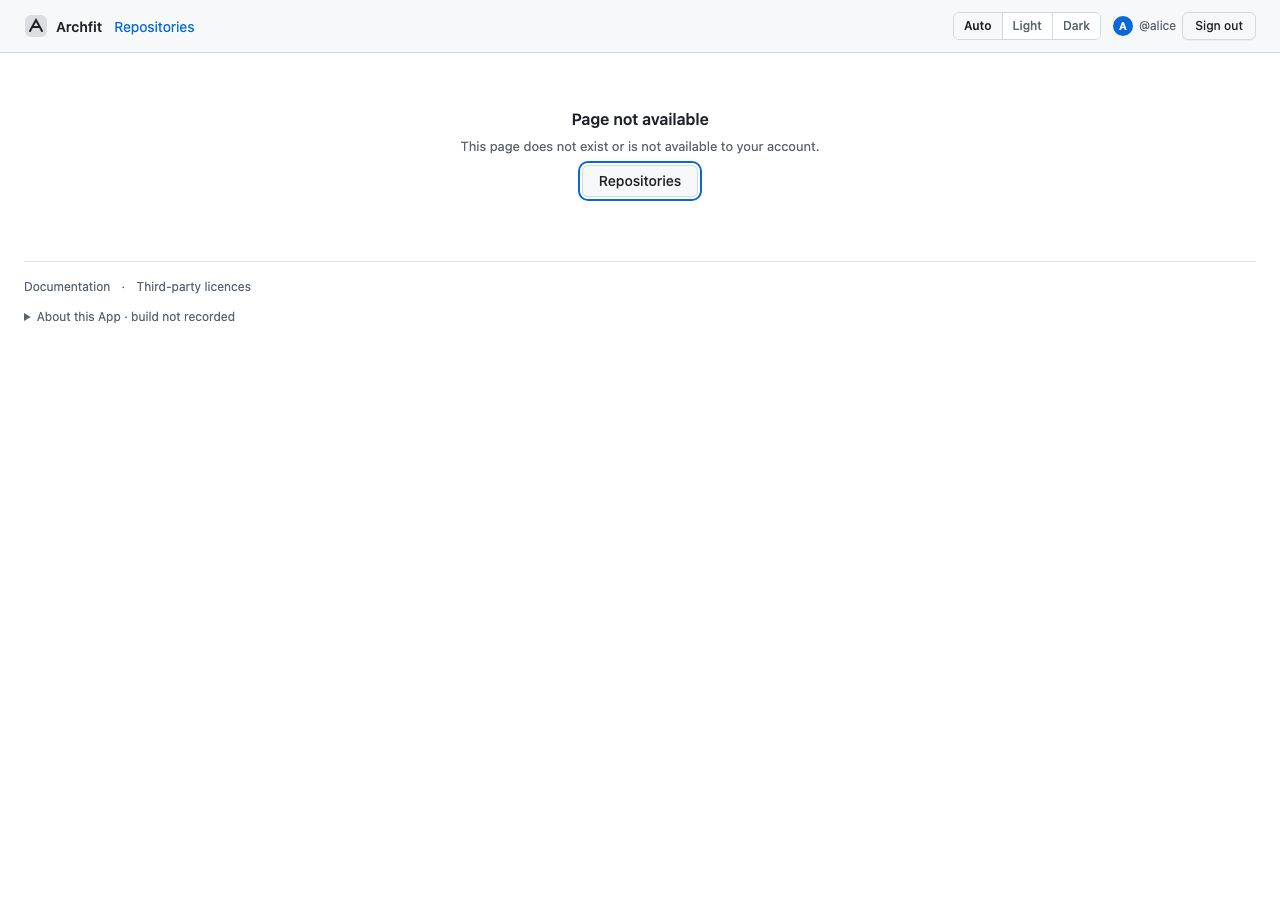 Archfit Repositories Auto Light Dark A @alice Sign out
Page not available
This page does not exist or is not available to your account.
Repositories
Documentation · Third-party licences
About this App · build not recorded